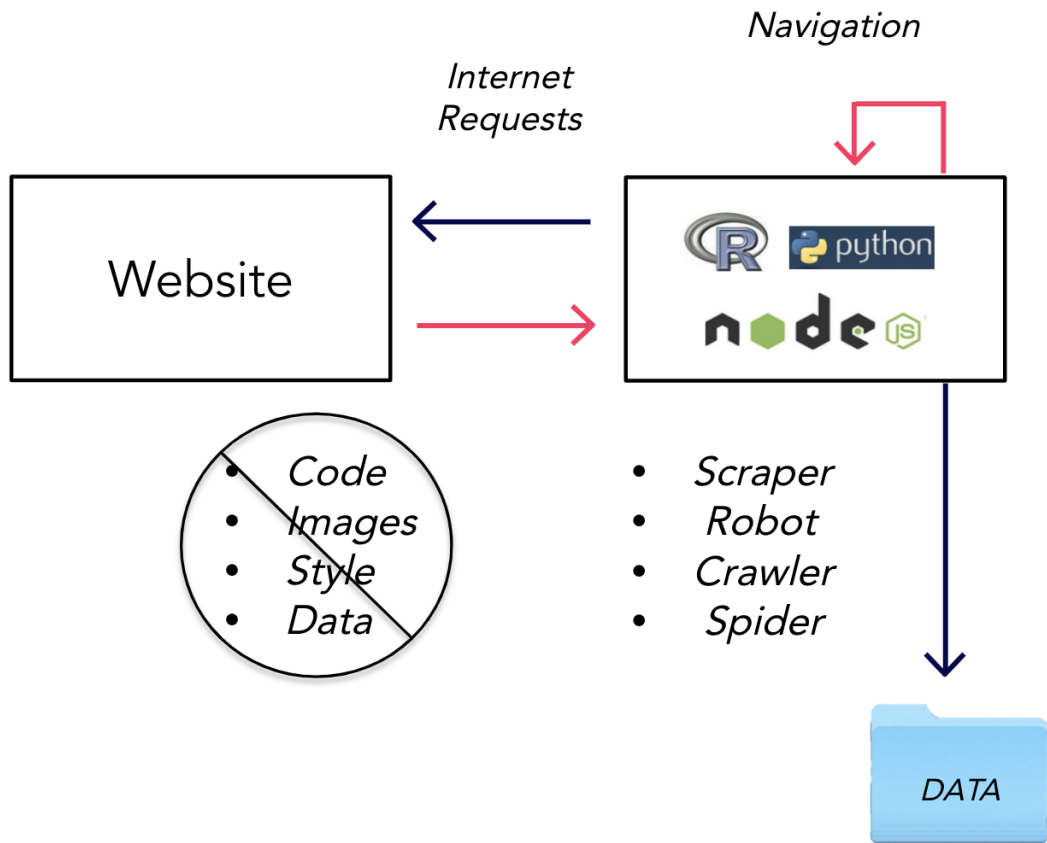 Navigation
Internet
Requests
Website
R
python
node
JS
• Code
• Images
• Style
• Data
• Scraper
• Robot
• Crawler
• Spider
DATA